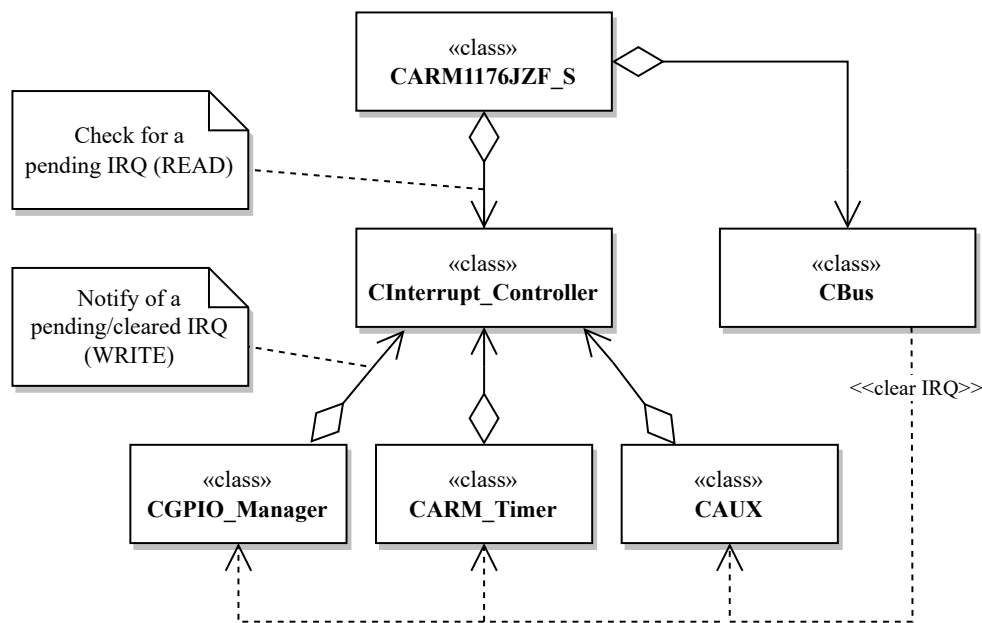 «class»
CARM1176JZF_S
Check for a
pending IRQ (READ)
«class»
CInterrupt_Controller
«class»
CBus
Notify of a
pending/cleared IRQ
(WRITE)
<<clear IRQ>>
«class»
CGPIO_Manager
«class»
CARM_Timer
«class»
CAUX